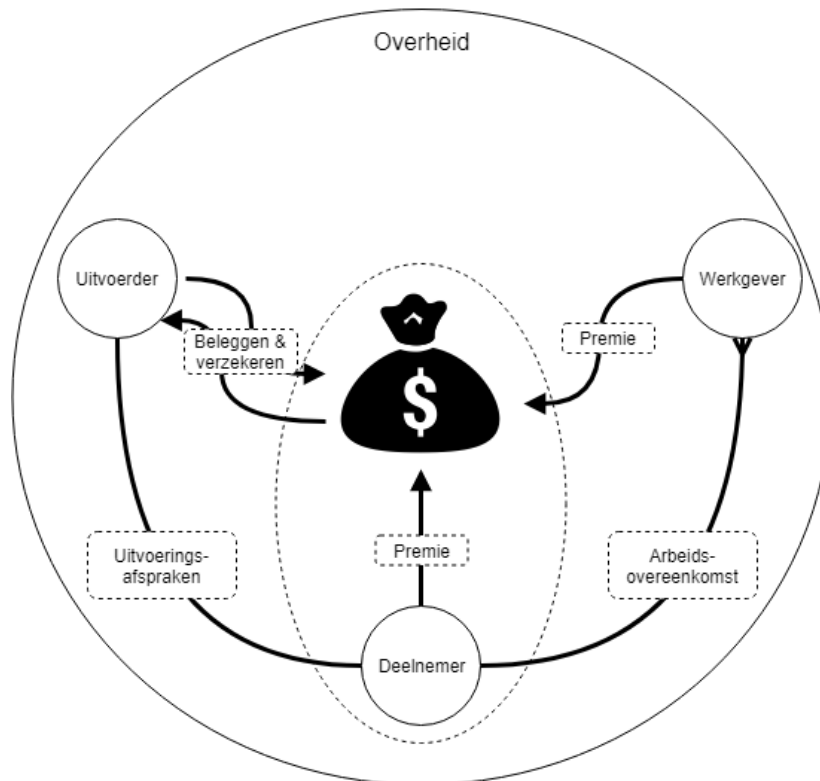 Overheid
Uitvoerder
Werkgever
Beleggen &
verzekeren
Premie
$
Premie
Uitvoerings-
afspraken
Arbeids-
overeenkomst
Deelnemer